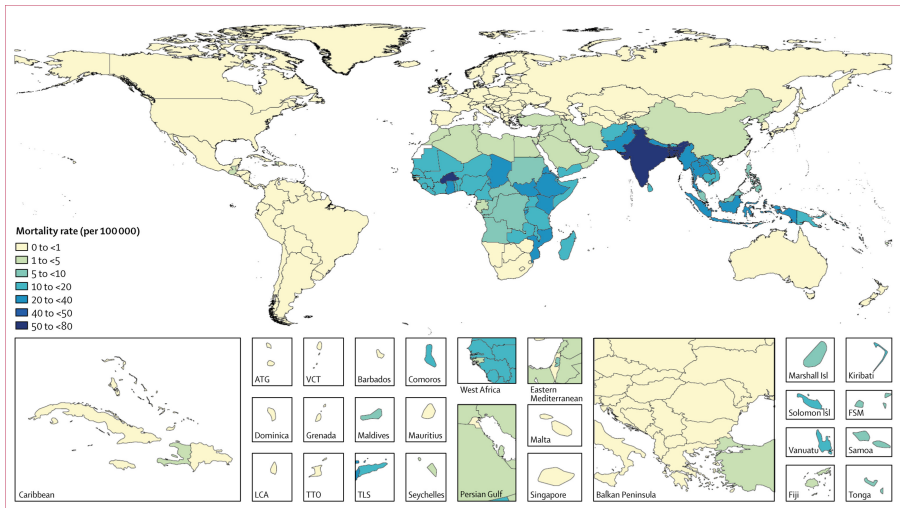 Mortality rate (per 100 000)
0 to <1
1 to <5
5 to <10
10 to <20
20 to <40
40 to <50
50 to <80
Caribbean
ATG
VCT
Barbados
Comoros
Dominica
Grenada
Maldives
Mauritius
LCA
TTO
TLS
Seychelles
West Africa
Eastern
Mediterranean
Persian Gulf
Malta
Singapore
Balkan Peninsula
Marshall Isl
Kiribati
Solomon Isl
FSM
Vanuatu
Samoa
Fiji
Tonga